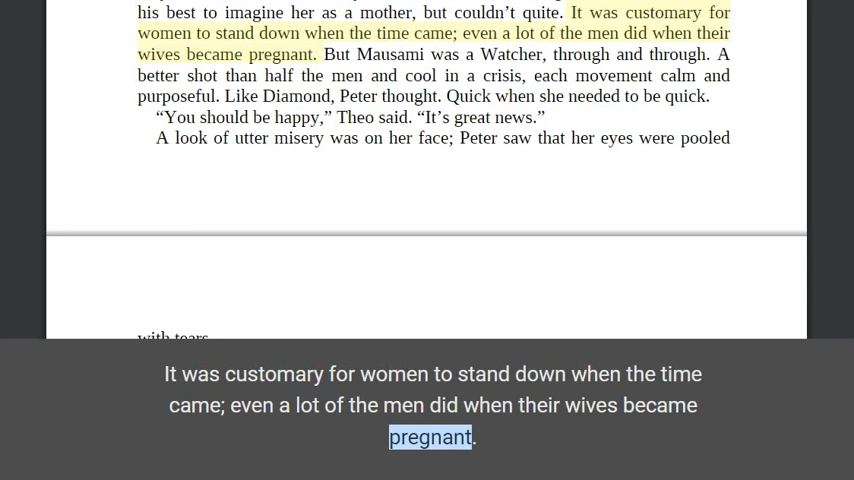 his best to imagine her as a mother, but couldn’t quite. It was customary for
women to stand down when the time came; even a lot of the men did when their
wives became pregnant. But Mausami was a Watcher, through and through. A
better shot than half the men and cool in a crisis, each movement calm and
purposeful. Like Diamond, Peter thought. Quick when she needed to be quick.
“You should be happy,” Theo said. “It’s great news.”
A look of utter misery was on her face; Peter saw that her eyes were pooled
with tears
It was customary for women to stand down when the time
came; even a lot of the men did when their wives became
pregnant.